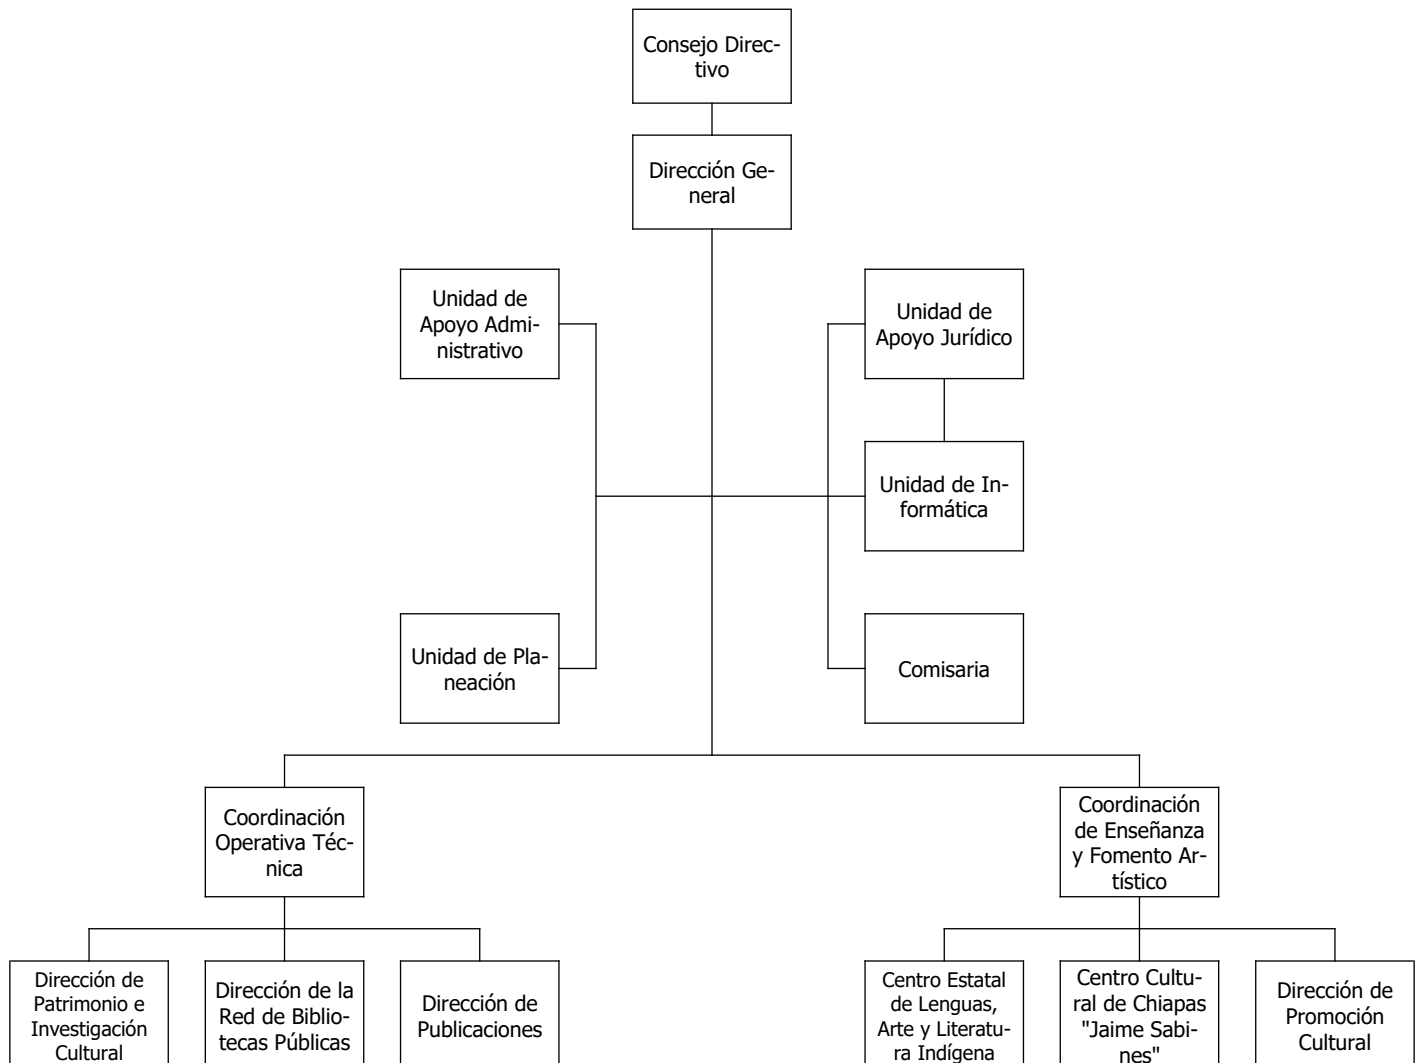 Consejo Direc-
tivo
Dirección Ge-
neral
Unidad de
Apoyo Admi-
nistrativo
Unidad de
Apoyo Jurídico
Unidad de In-
formática
Unidad de Pla-
neación
Comisaria
Coordinación
Operativa Téc-
nica
Coordinación
de Enseñanza
y Fomento Ar-
tístico
Dirección de
Patrimonio e
Investigación
Cultural
Dirección de la
Red de Biblio-
tecas Públicas
Dirección de
Publicaciones
Centro Estatal
de Lenguas,
Arte y Literatu-
ra Indígena
Centro Cultu-
ral de Chiapas
"Jaime Sabi-
nes"
Dirección de
Promoción
Cultural